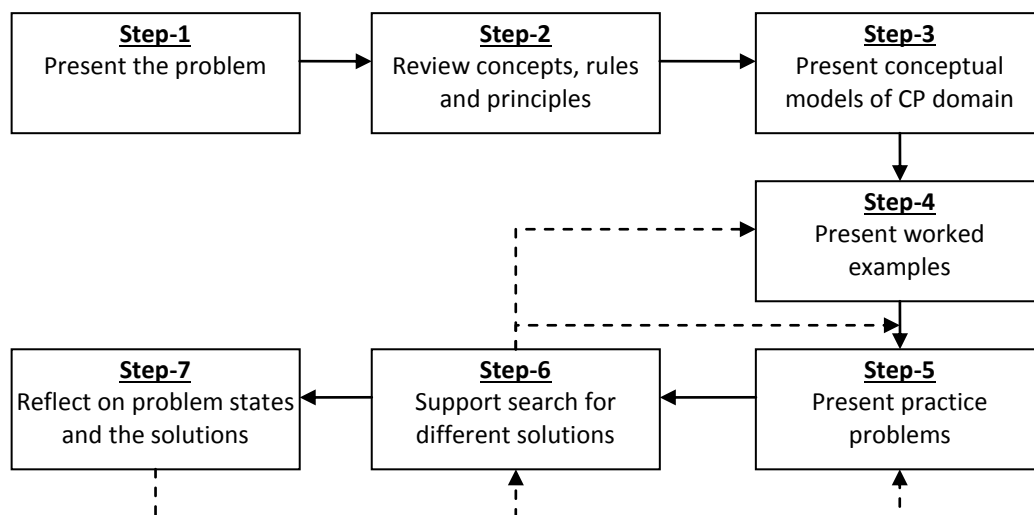 Step-1
Present the problem
Step-2
Review concepts, rules
and principles
Step-3
Present conceptual
models of CP domain
Step-4
Present worked
examples
Step-7
Reflect on problem states
and the solutions
Step-6
Support search for
different solutions
Step-5
Present practice
problems